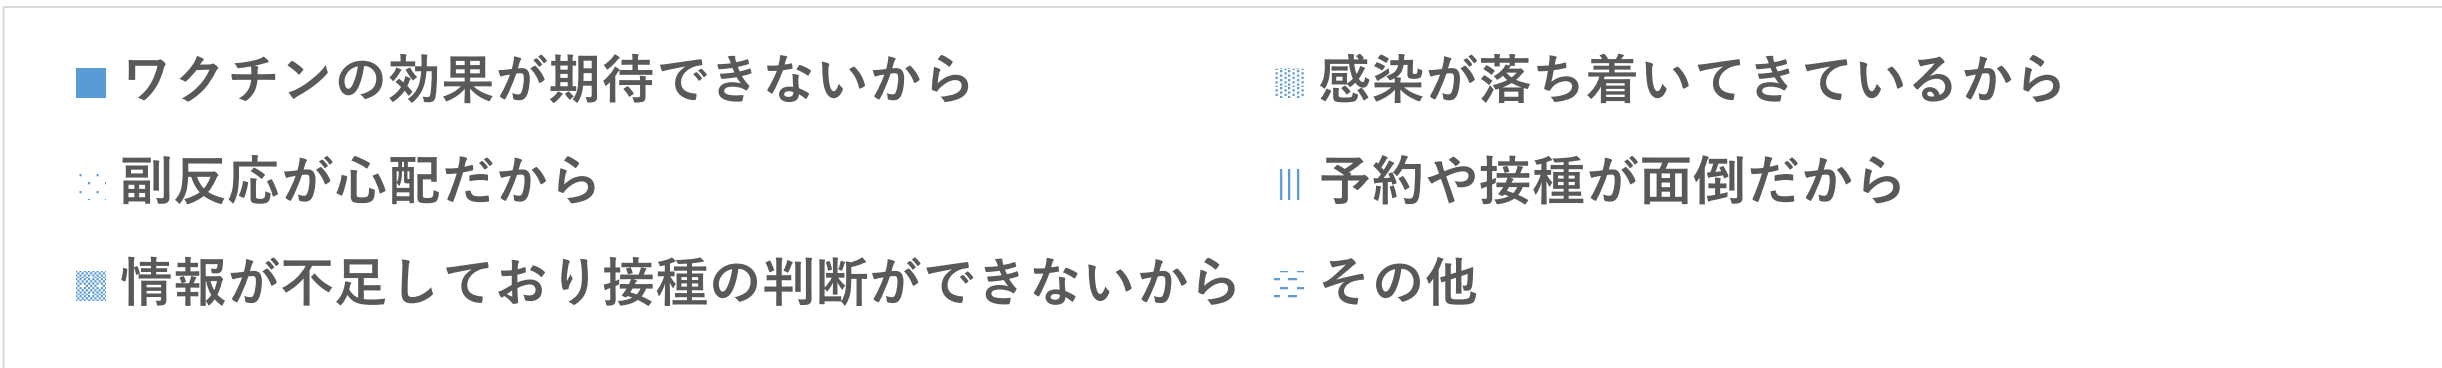 ワクチンの効果が期待できないから 感染が落ち着いてきているから
副反応が心配だから 予約や接種が面倒だから
情報が不足しており接種の判断ができないから その他